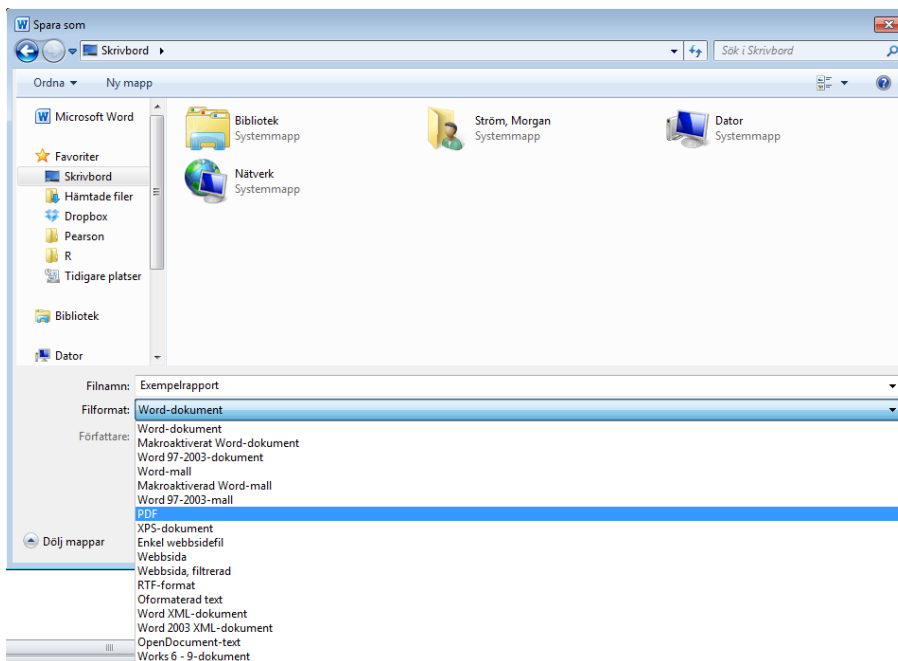 Spara som
Skrivbord
Sök i Skrivbord
Ordna
Ny mapp
Microsoft Word
Favoriter
Skrivbord
Hämtade filer
Dropbox
Pearson
R
Tidigare platser
Bibliotek
Dator
Bibliotek
Systemmapp
Ström, Morgan
Systemmapp
Dator
Systemmapp
Nätverk
Systemmapp
Filnamn: Exempelrapport
Filformat: Word-dokument
Författare:
Word-dokument
Makroaktiverat Word-dokument
Word 97-2003-dokument
Word-mall
Makroaktiverad Word-mall
Word 97-2003-mall
PDF
XPS-dokument
Enkel webbsidefil
Webbsida
Webbsida, filtrerad
RTF-format
Oformaterad text
Word XML-dokument
Word 2003 XML-dokument
OpenDocument-text
Works 6 - 9-dokument
Dölj mappar